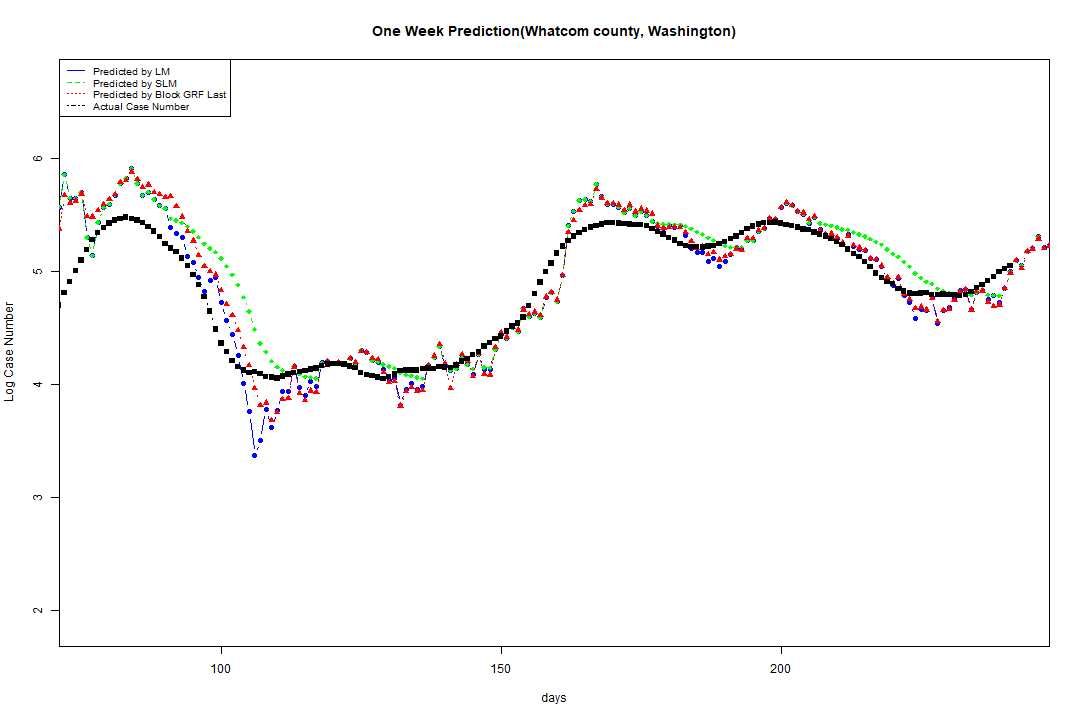 One Week Prediction(Whatcom county, Washington)
Predicted by LM
Predicted by SLM
Predicted by Block GRF Last
Actual Case Number
6
5
4
3
2
Log Case Number
100
150
200
days